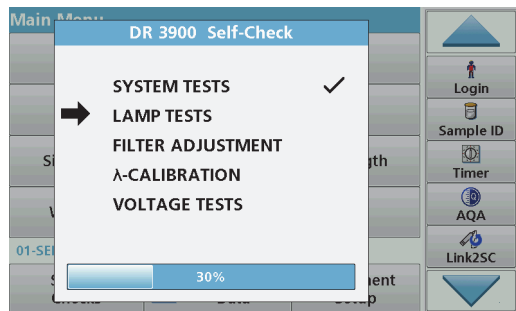 Main Menu
DR 3900 Self-Check
SYSTEM TESTS
LAMP TESTS
FILTER ADJUSTMENT
λ-CALIBRATION
VOLTAGE TESTS
30%
Login
Sample ID
Timer
AQA
Link2SC